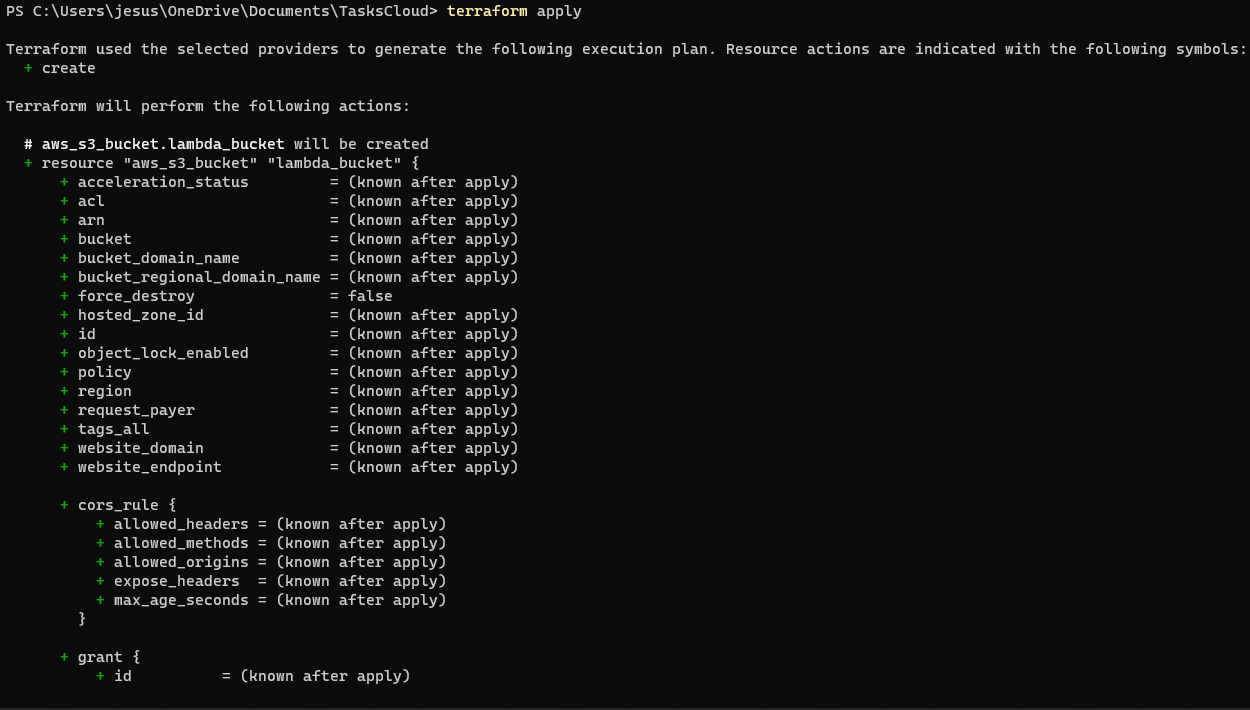 PS C:\Users\jesus\OneDrive\Documents\TasksCloud> terraform apply
Terraform used the selected providers to generate the following execution plan. Resource actions are indicated with the following symbols:
  + create
Terraform will perform the following actions:
  # aws_s3_bucket.lambda_bucket will be created
  + resource "aws_s3_bucket" "lambda_bucket" {
      + acceleration_status         = (known after apply)
      + acl                         = (known after apply)
      + arn                         = (known after apply)
      + bucket                      = (known after apply)
      + bucket_domain_name          = (known after apply)
      + bucket_regional_domain_name = (known after apply)
      + force_destroy               = false
      + hosted_zone_id              = (known after apply)
      + id                          = (known after apply)
      + object_lock_enabled         = (known after apply)
      + policy                      = (known after apply)
      + region                      = (known after apply)
      + request_payer               = (known after apply)
      + tags_all                    = (known after apply)
      + website_domain              = (known after apply)
      + website_endpoint            = (known after apply)
      + cors_rule {
          + allowed_headers = (known after apply)
          + allowed_methods = (known after apply)
          + allowed_origins = (known after apply)
          + expose_headers  = (known after apply)
          + max_age_seconds = (known after apply)
        }
      + grant {
          + id          = (known after apply)